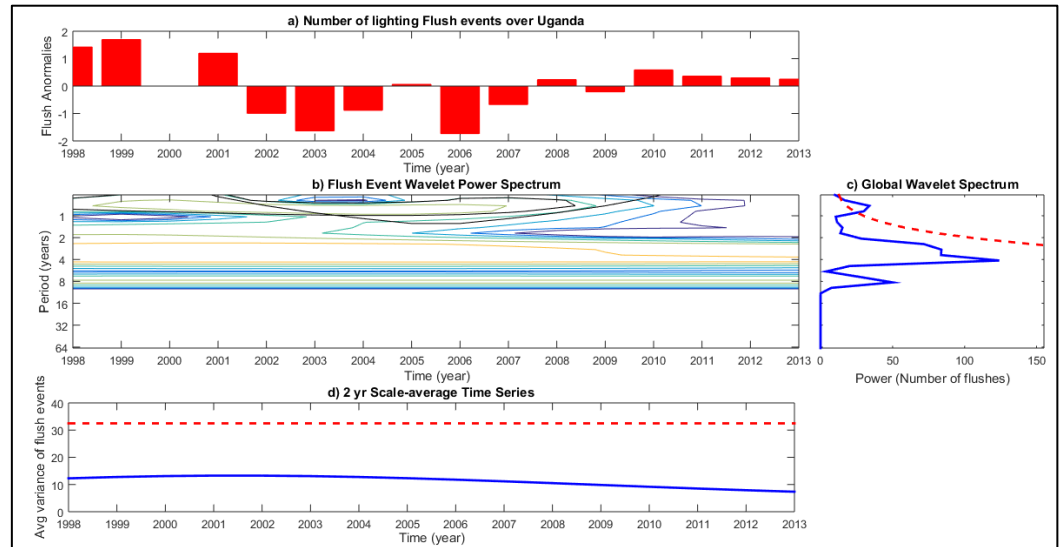 a) Number of lighting Flush events over Uganda
Flush Anormalies
2
1
0
-1
-2
1998 1999 2000 2001 2002 2003 2004 2005 2006 2007 2008 2009 2010 2011 2012 2013
Time (year)
b) Flush Event Wavelet Power Spectrum
Period (years)
1
2
4
8
16
32
64
1998 1999 2000 2001 2002 2003 2004 2005 2006 2007 2008 2009 2010 2011 2012 2013
Time (year)
c) Global Wavelet Spectrum
0 50 100 150
Power (Number of flushes)
d) 2 yr Scale-average Time Series
Avg variance of flush events
40
30
20
10
0
1998 1999 2000 2001 2002 2003 2004 2005 2006 2007 2008 2009 2010 2011 2012 2013
Time (year)